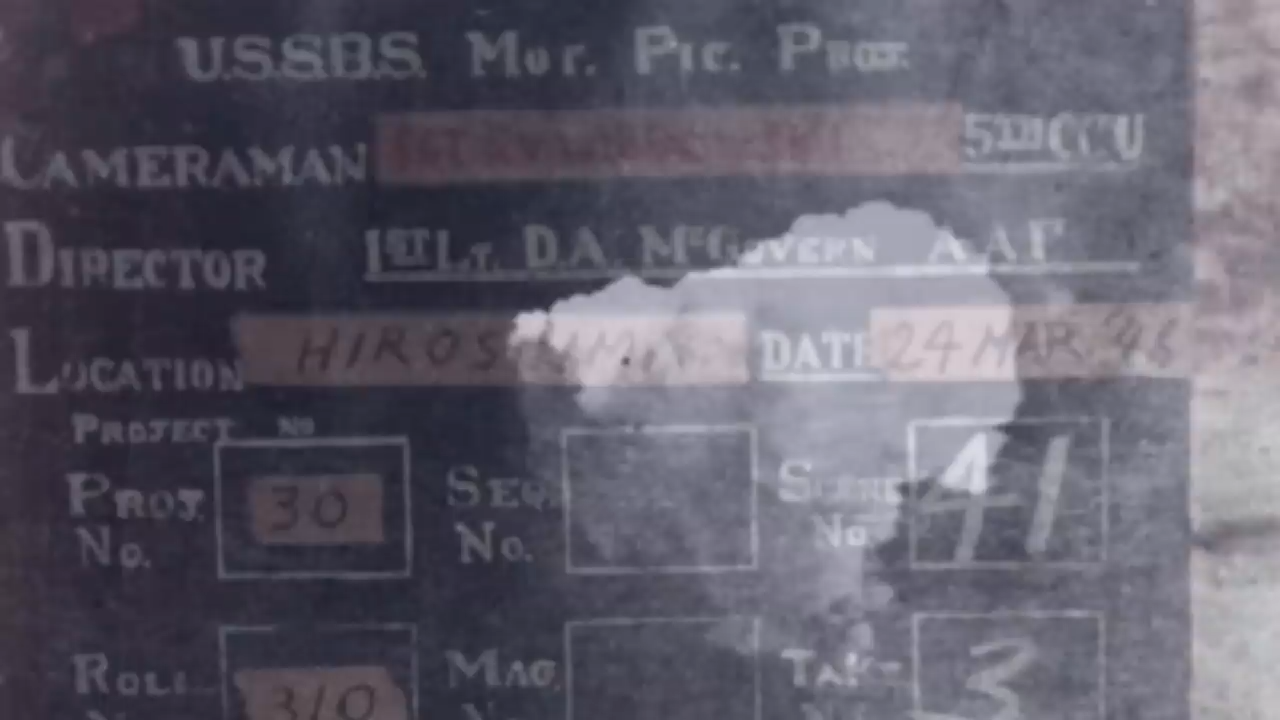 U.S.S.B.S. Mot. Pic. Proj.
CAMERAMAN 5TH CCU
DIRECTOR 1ST LT. D.A. McGOVERN A.A.F.
LOCATION HIROSHIMA DATE 24 MAR. '46
PROJECT NO
PROJ. No. 30 SEQ. No. SCENE No. 41
ROLL 310 MAG. TAKE 3